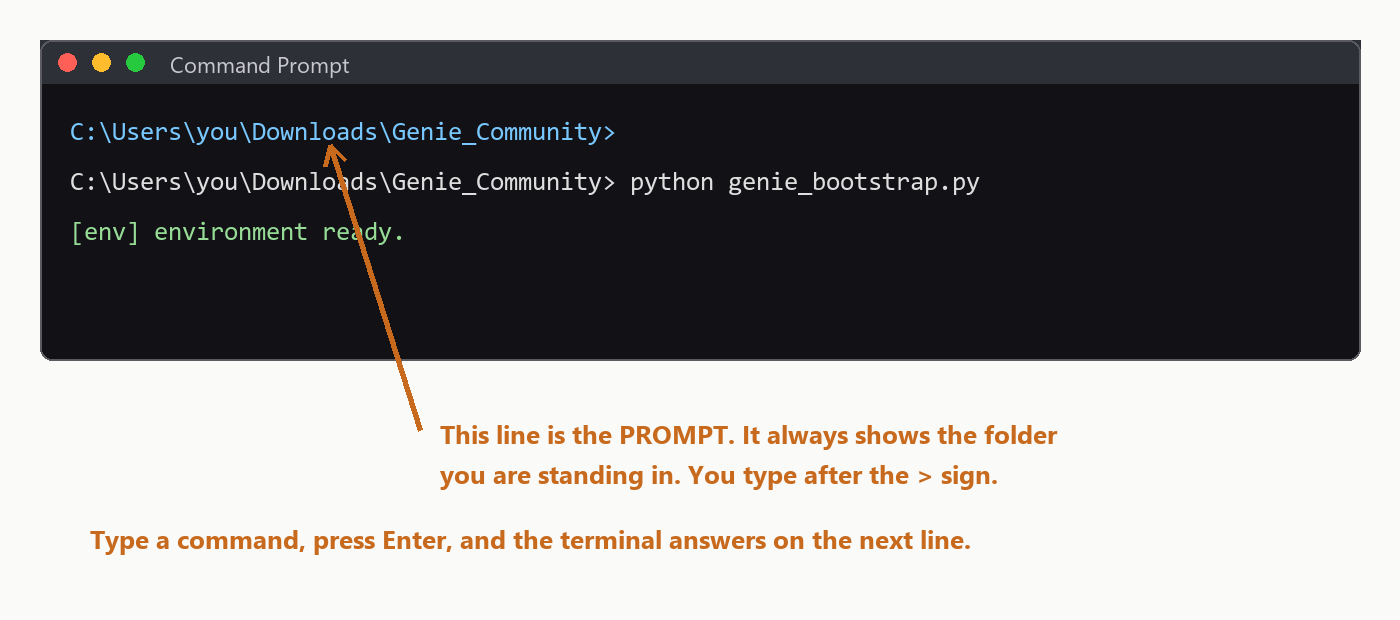 Command Prompt
C:\Users\you\Downloads\Genie_Community>
C:\Users\you\Downloads\Genie_Community> python genie_bootstrap.py
[env] environment ready.
This line is the PROMPT. It always shows the folder
you are standing in. You type after the > sign.
Type a command, press Enter, and the terminal answers on the next line.